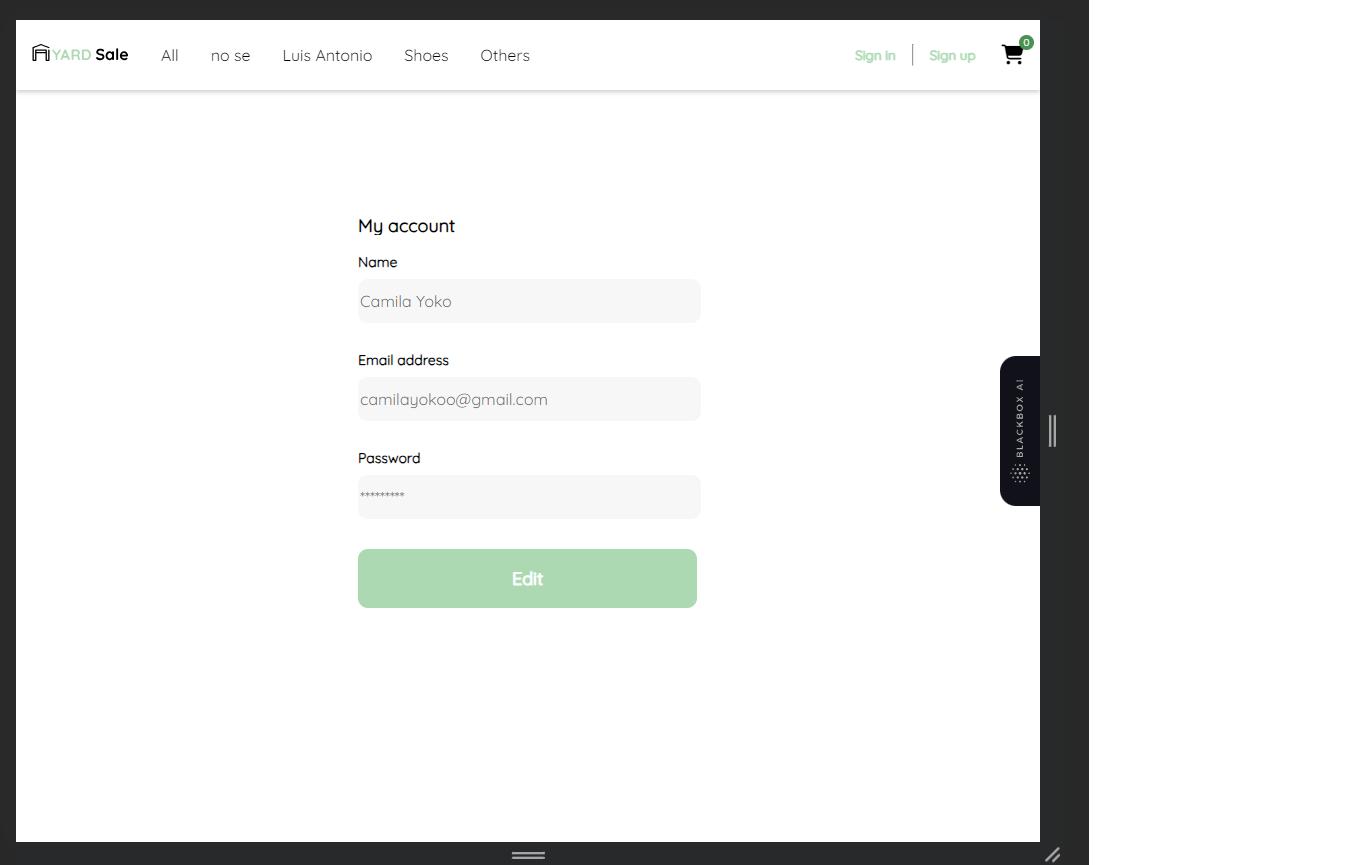 YARD Sale All no se Luis Antonio Shoes Others Sign in Sign up 0
My account
Name
Camila Yoko
Email address
camilayokoo@gmail.com
Password
*********
Edit
BLACKBOX AI